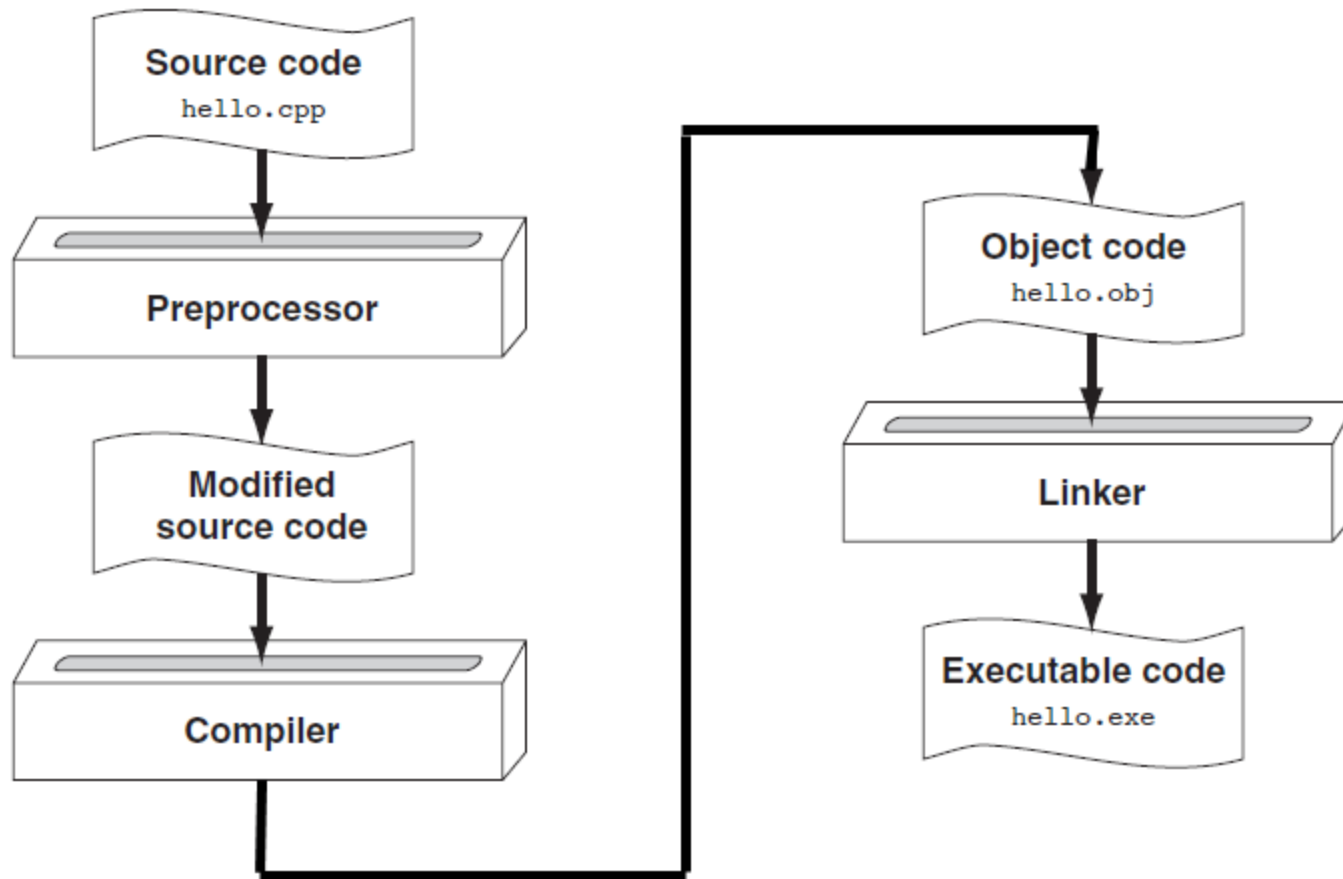 Source code
hello.cpp
Preprocessor
Modified
source code
Compiler
Object code
hello.obj
Linker
Executable code
hello.exe